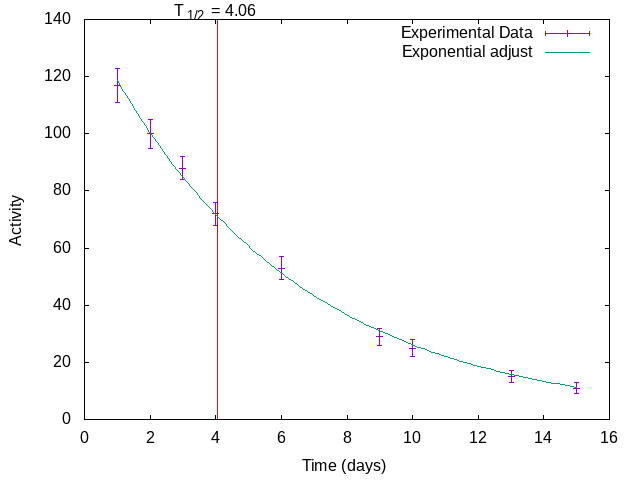 T 1/2 = 4.06
Experimental Data
Exponential adjust
140
120
100
80
60
40
20
0
Activity
0 2 4 6 8 10 12 14 16
Time (days)